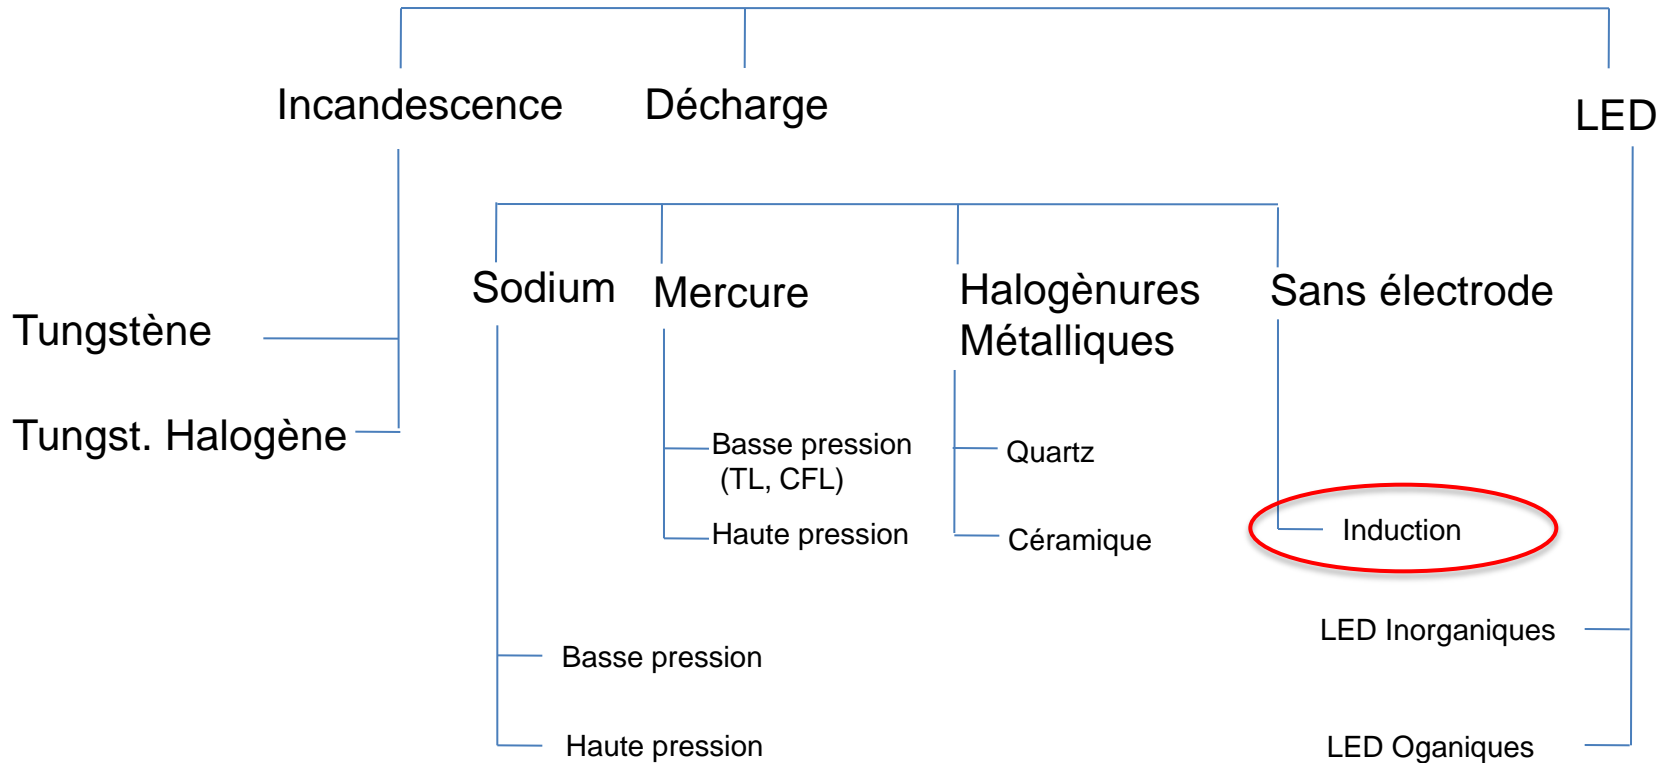 Incandescence
Décharge
LED
Sodium
Mercure
Halogènures
Métalliques
Sans électrode
Tungstène
Tungst. Halogène
Basse pression
(TL, CFL)
Haute pression
Quartz
Céramique
Induction
Basse pression
Haute pression
LED Inorganiques
LED Oganiques